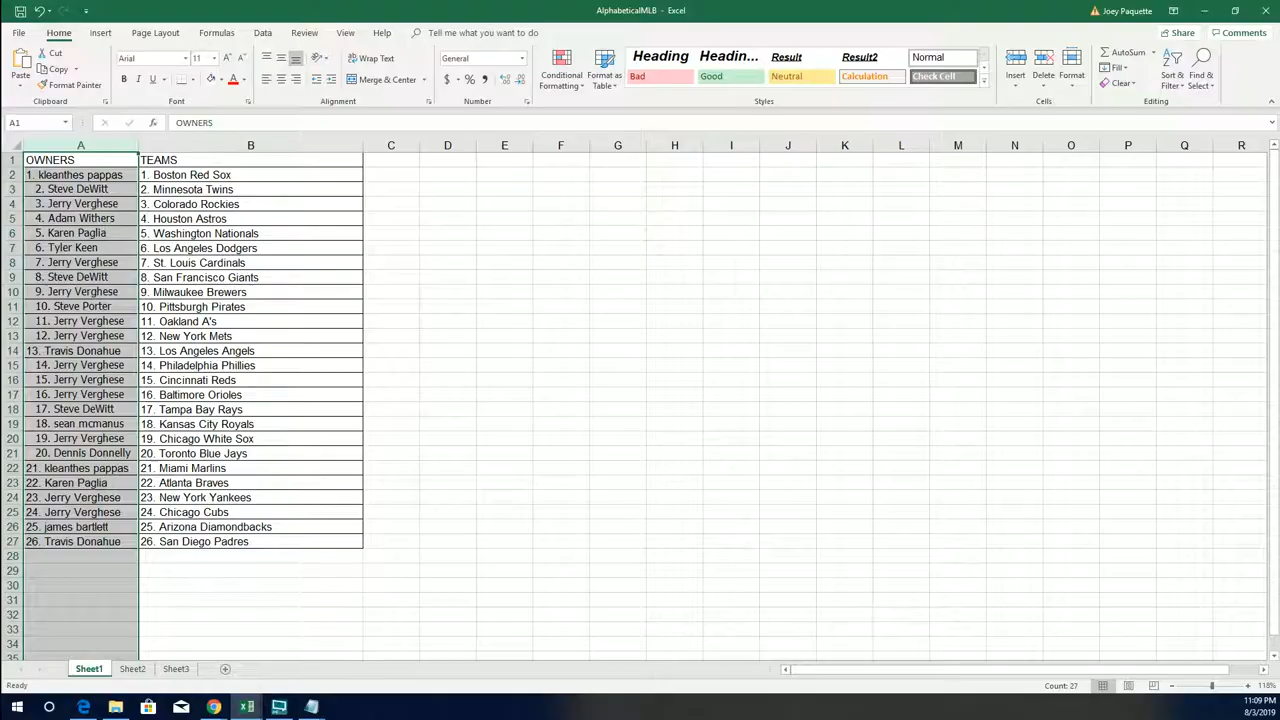 AlphabeticalMLB - Excel
Joey Paquette
File Home Insert Page Layout Formulas Data Review View Help Tell me what you want to do Share Comments
Paste Cut Copy Format Painter Clipboard
Arial 11 B I U Font
Wrap Text Merge & Center Alignment
General $ % Number
Conditional Formatting Format as Table
Heading Headin... Result Result2 Normal
Bad Good Neutral Calculation Check Cell
Styles
Insert Delete Format Cells
AutoSum Fill Clear Sort & Filter Find & Select Editing
A1 fx OWNERS
A B C D E F G H I J K L M N O P Q R
1 OWNERS TEAMS
2 1. kleanthes pappas 1. Boston Red Sox
3 2. Steve DeWitt 2. Minnesota Twins
4 3. Jerry Verghese 3. Colorado Rockies
5 4. Adam Withers 4. Houston Astros
6 5. Karen Paglia 5. Washington Nationals
7 6. Tyler Keen 6. Los Angeles Dodgers
8 7. Jerry Verghese 7. St. Louis Cardinals
9 8. Steve DeWitt 8. San Francisco Giants
10 9. Jerry Verghese 9. Milwaukee Brewers
11 10. Steve Porter 10. Pittsburgh Pirates
12 11. Jerry Verghese 11. Oakland A's
13 12. Jerry Verghese 12. New York Mets
14 13. Travis Donahue 13. Los Angeles Angels
15 14. Jerry Verghese 14. Philadelphia Phillies
16 15. Jerry Verghese 15. Cincinnati Reds
17 16. Jerry Verghese 16. Baltimore Orioles
18 17. Steve DeWitt 17. Tampa Bay Rays
19 18. sean mcmanus 18. Kansas City Royals
20 19. Jerry Verghese 19. Chicago White Sox
21 20. Dennis Donnelly 20. Toronto Blue Jays
22 21. kleanthes pappas 21. Miami Marlins
23 22. Karen Paglia 22. Atlanta Braves
24 23. Jerry Verghese 23. New York Yankees
25 24. Jerry Verghese 24. Chicago Cubs
26 25. james bartlett 25. Arizona Diamondbacks
27 26. Travis Donahue 26. San Diego Padres
28
29
30
31
32
33
34
35
Sheet1 Sheet2 Sheet3
Ready Count: 27 118%
11:09 PM
8/3/2019